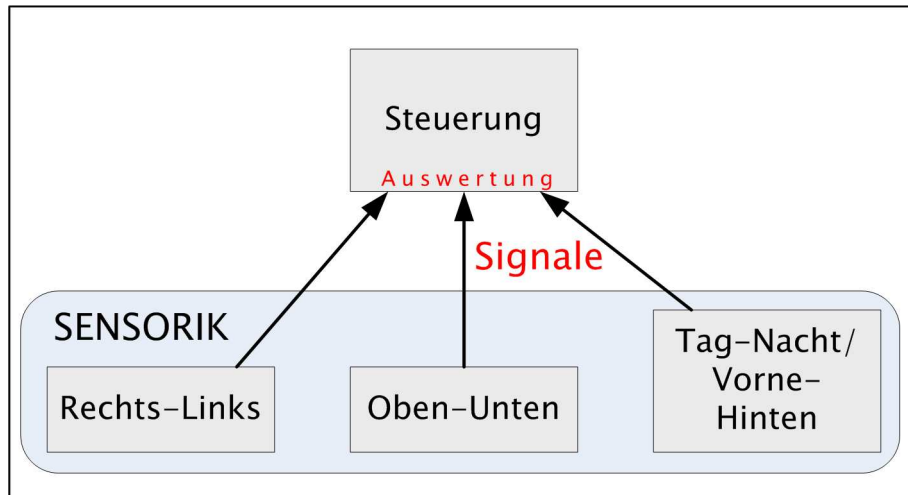 Steuerung
Auswertung
Signale
SENSORIK
Rechts-Links
Oben-Unten
Tag-Nacht/
Vorne-
Hinten